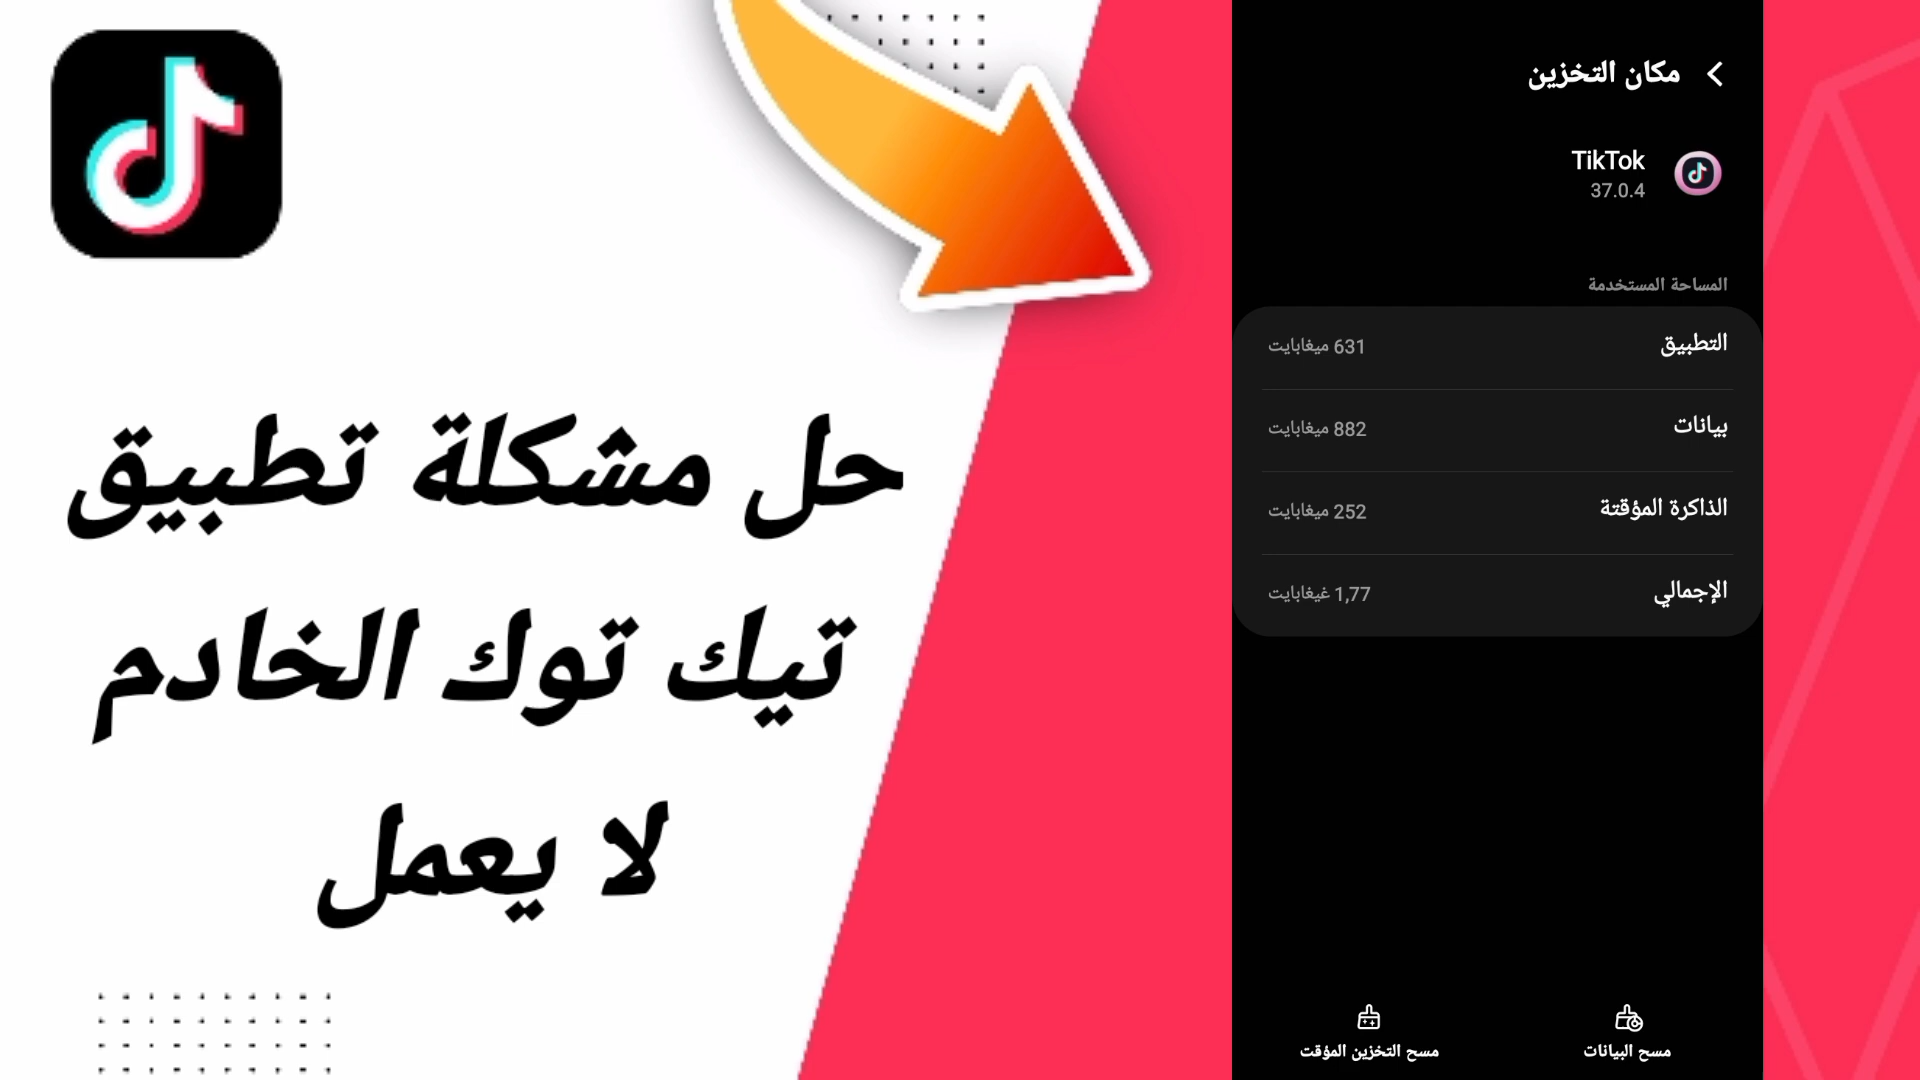 حل مشكلة تطبيق
تيك توك الخادم
لا يعمل
مكان التخزين
TikTok
37.0.4
المساحة المستخدمة
التطبيق 631 ميغابايت
بيانات 882 ميغابايت
الذاكرة المؤقتة 252 ميغابايت
الإجمالي 1,77 غيغابايت
مسح البيانات مسح التخزين المؤقت